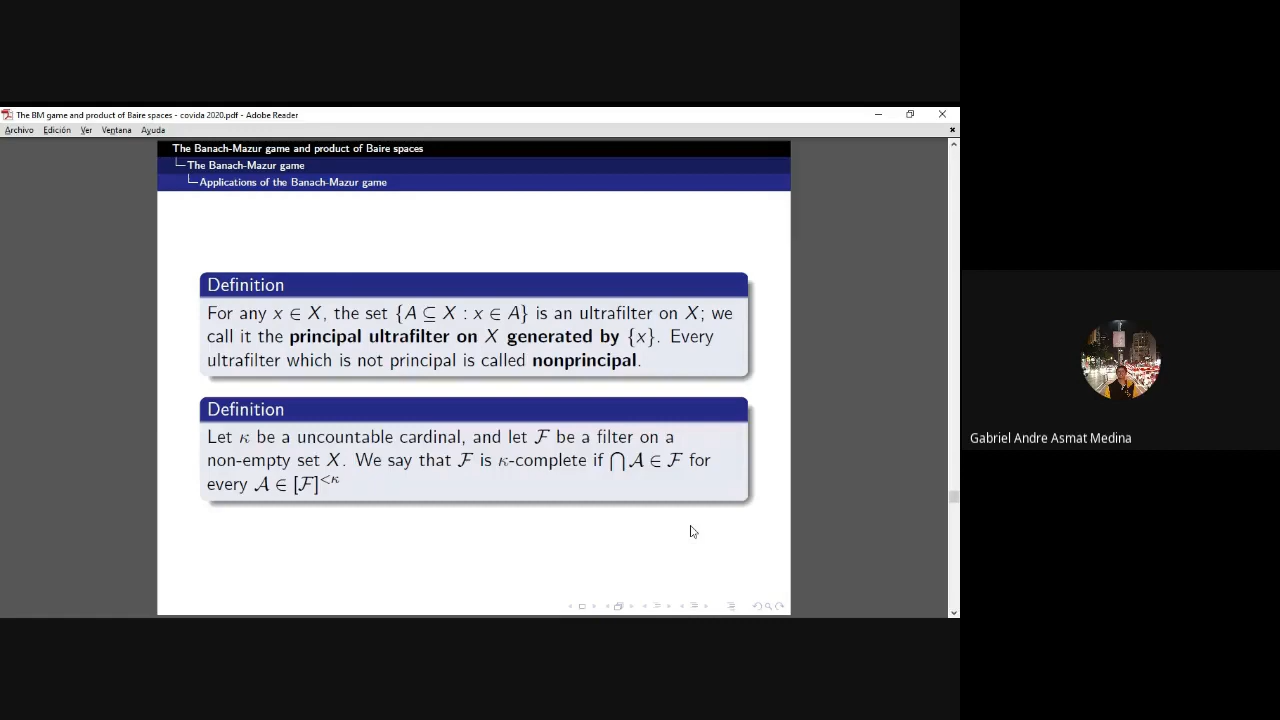 The BM game and product of Baire spaces - covida 2020.pdf - Adobe Reader
Archivo Edición Ver Ventana Ayuda
The Banach-Mazur game and product of Baire spaces
The Banach-Mazur game
Applications of the Banach-Mazur game
Definition
For any x ∈ X, the set {A ⊆ X : x ∈ A} is an ultrafilter on X; we
call it the principal ultrafilter on X generated by {x}. Every
ultrafilter which is not principal is called nonprincipal.
Definition
Let κ be a uncountable cardinal, and let ℱ be a filter on a
non-empty set X. We say that ℱ is κ-complete if ⋂ 𝒜 ∈ ℱ for
every 𝒜 ∈ [ℱ]^{<κ}
Gabriel Andre Asmat Medina